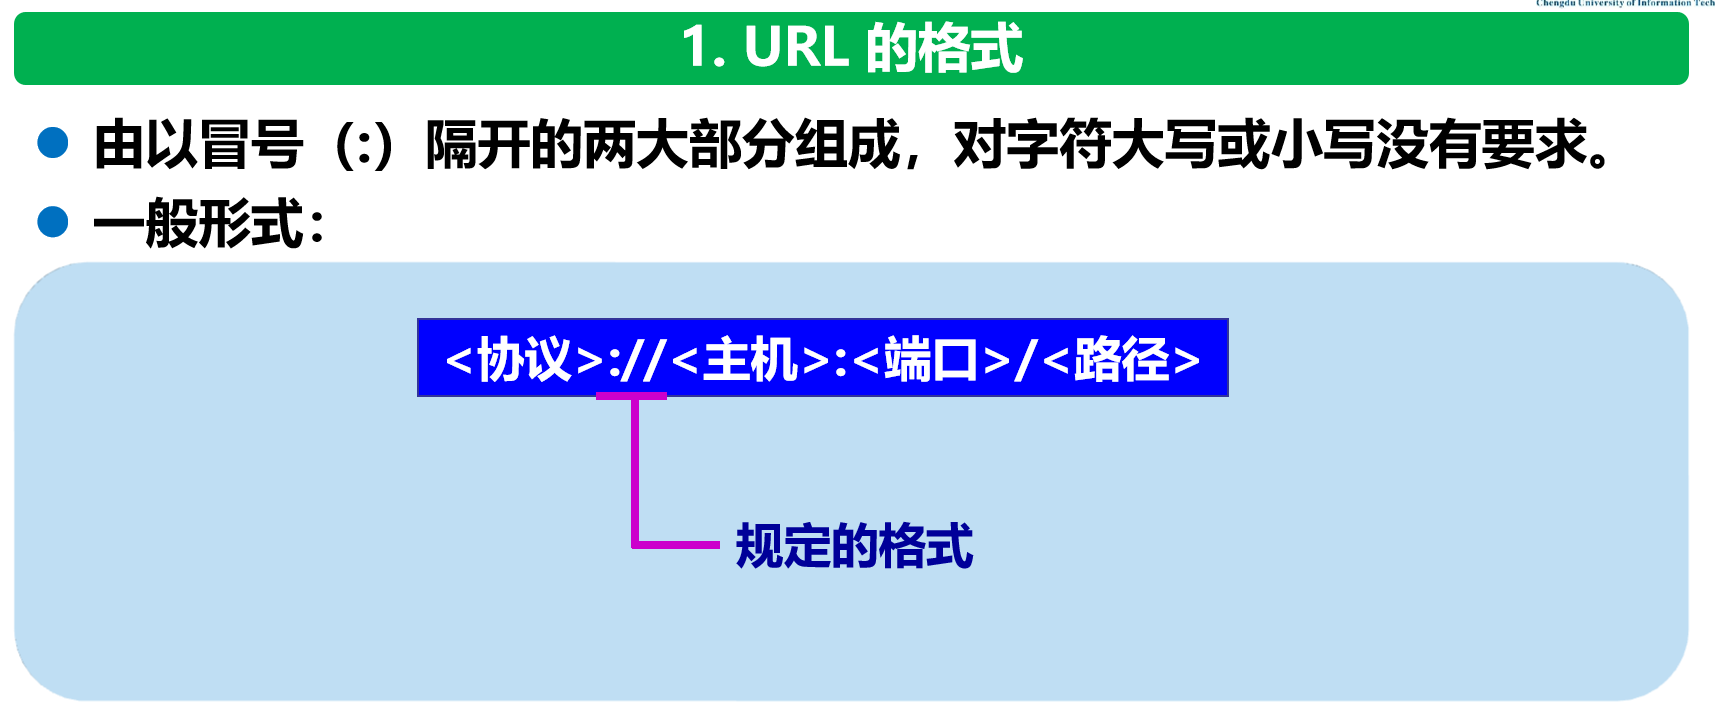 Chengdu University of Information Tech
1. URL 的格式
由以冒号（:）隔开的两大部分组成，对字符大写或小写没有要求。
一般形式：
<协议>://<主机>:<端口>/<路径>
规定的格式